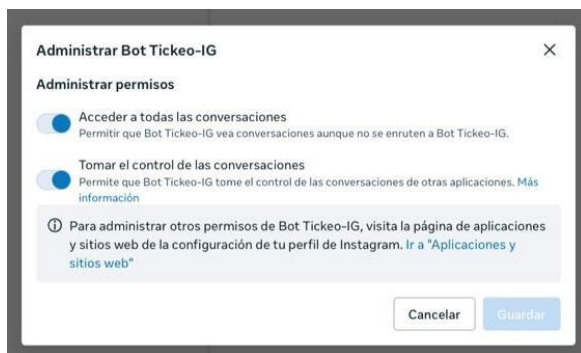 Administrar Bot Tickeo-IG
Administrar permisos
Acceder a todas las conversaciones
Permitir que Bot Tickeo-IG vea conversaciones aunque no se enruten a Bot Tickeo-IG.
Tomar el control de las conversaciones
Permite que Bot Tickeo-IG tome el control de las conversaciones de otras aplicaciones. Más
información
Para administrar otros permisos de Bot Tickeo-IG, visita la página de aplicaciones
y sitios web de la configuración de tu perfil de Instagram. Ir a "Aplicaciones y
sitios web"
Cancelar
Guardar